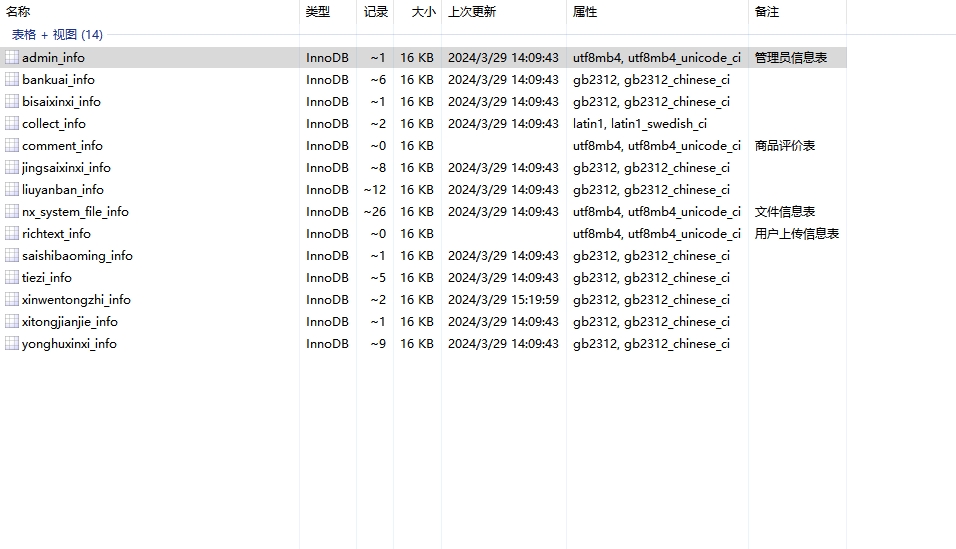 名称 类型 记录 大小 上次更新 属性 备注
表格 + 视图 (14)
admin_info InnoDB ~1 16 KB 2024/3/29 14:09:43 utf8mb4, utf8mb4_unicode_ci 管理员信息表
bankuai_info InnoDB ~6 16 KB 2024/3/29 14:09:43 gb2312, gb2312_chinese_ci
bisaixinxi_info InnoDB ~1 16 KB 2024/3/29 14:09:43 gb2312, gb2312_chinese_ci
collect_info InnoDB ~2 16 KB 2024/3/29 14:09:43 latin1, latin1_swedish_ci
comment_info InnoDB ~0 16 KB utf8mb4, utf8mb4_unicode_ci 商品评价表
jingsaixinxi_info InnoDB ~8 16 KB 2024/3/29 14:09:43 gb2312, gb2312_chinese_ci
liuyanban_info InnoDB ~12 16 KB 2024/3/29 14:09:43 gb2312, gb2312_chinese_ci
nx_system_file_info InnoDB ~26 16 KB 2024/3/29 14:09:43 utf8mb4, utf8mb4_unicode_ci 文件信息表
richtext_info InnoDB ~0 16 KB utf8mb4, utf8mb4_unicode_ci 用户上传信息表
saishibaoming_info InnoDB ~1 16 KB 2024/3/29 14:09:43 gb2312, gb2312_chinese_ci
tiezi_info InnoDB ~5 16 KB 2024/3/29 14:09:43 gb2312, gb2312_chinese_ci
xinwentongzhi_info InnoDB ~2 16 KB 2024/3/29 15:19:59 gb2312, gb2312_chinese_ci
xitongjianjie_info InnoDB ~1 16 KB 2024/3/29 14:09:43 gb2312, gb2312_chinese_ci
yonghuxinxi_info InnoDB ~9 16 KB 2024/3/29 14:09:43 gb2312, gb2312_chinese_ci